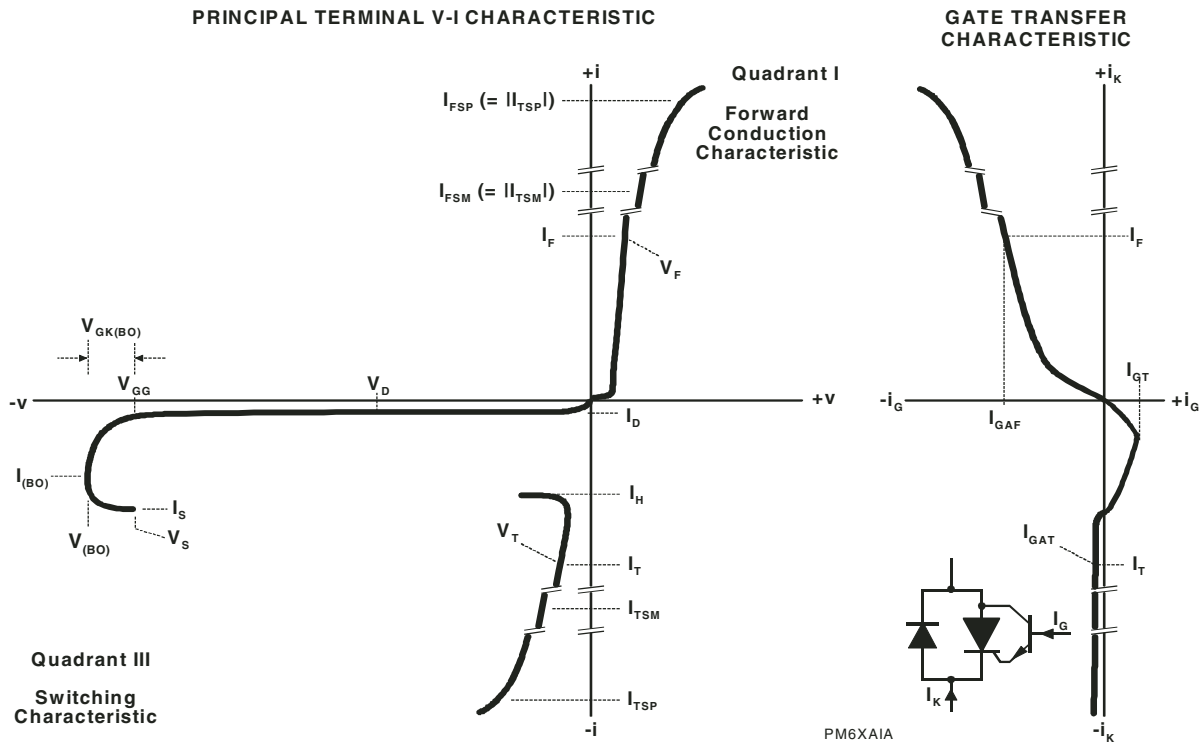 PRINCIPAL TERMINAL V-I CHARACTERISTIC
GATE TRANSFER
CHARACTERISTIC
+i
Quadrant I
+iK
IFSP (= |ITSP|)
Forward
Conduction
Characteristic
IFSM (= |ITSM|)
IF
VF
IF
VGK(BO)
VGG
VD
IGT
-v
+v
-iG
+iG
ID
IGAF
I(BO)
IS
IH
V(BO)
VS
VT
IT
IGAT
IT
ITSM
IG
Quadrant III
Switching
Characteristic
ITSP
IK
-i
PM6XAIA
-iK